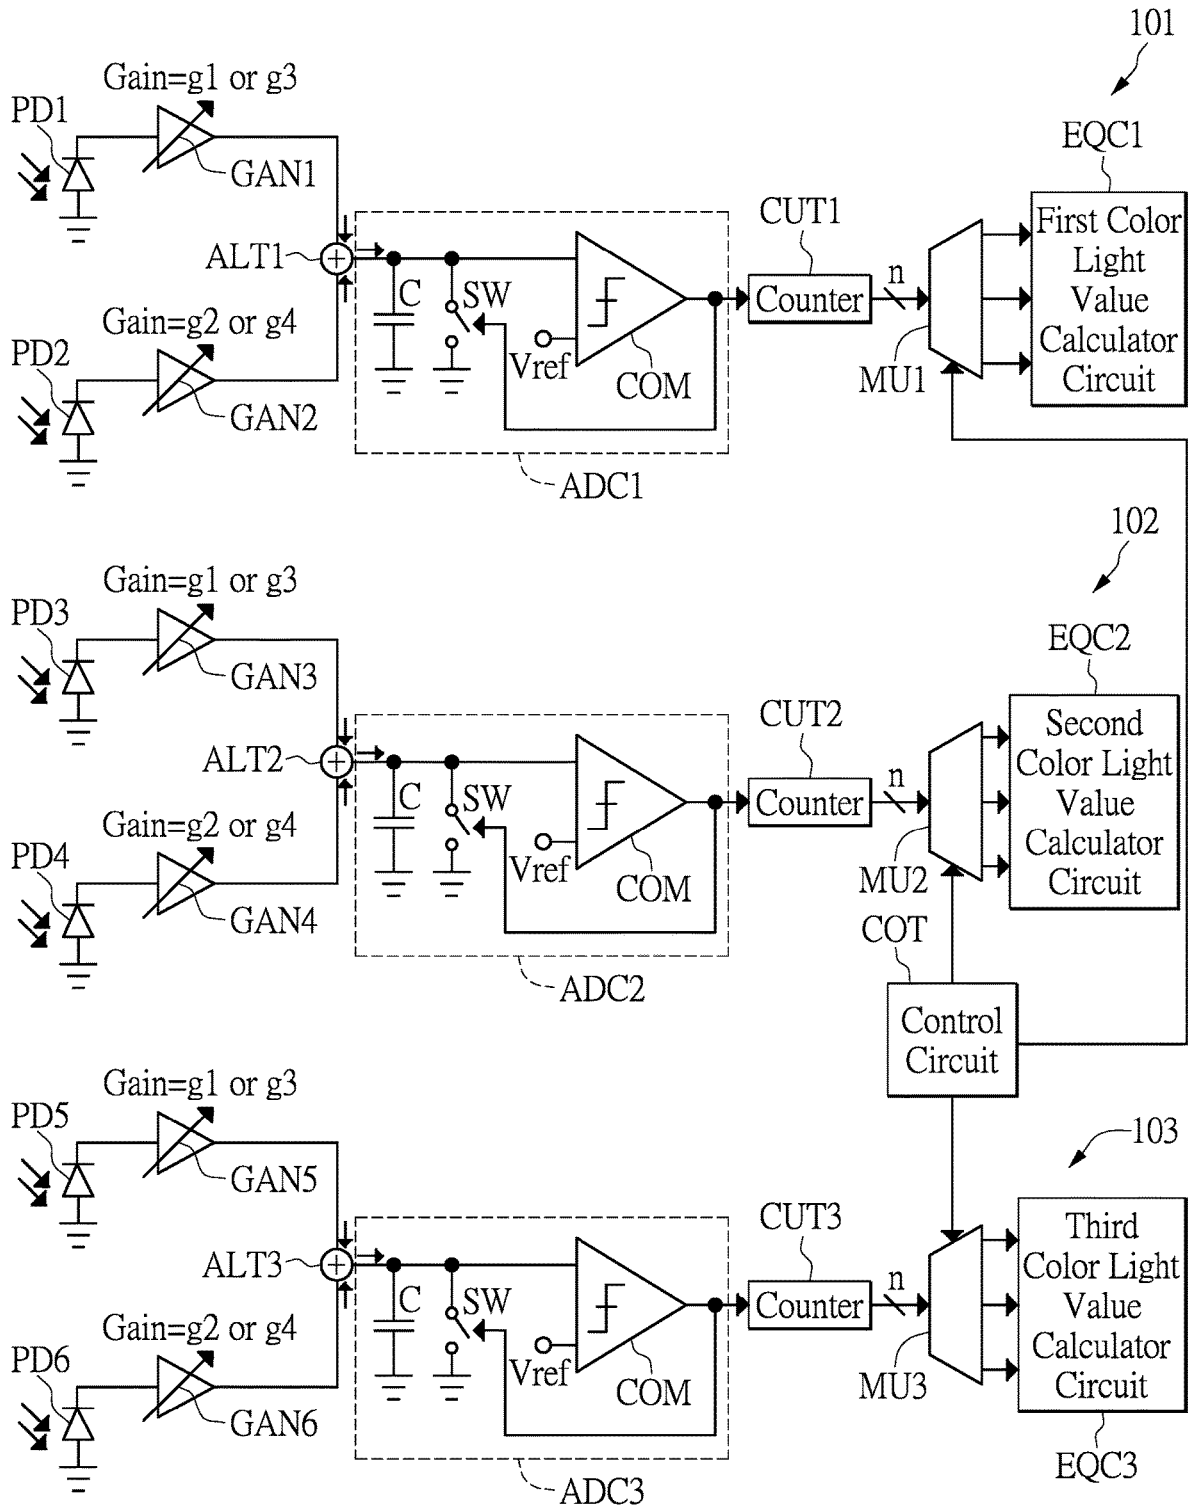 101
Gain=g1 or g3
PD1
GAN1
EQC1
First Color
Light
Value
Calculator
Circuit
CUT1
Counter
n
MU1
ALT1
C
SW
Vref
COM
Gain=g2 or g4
PD2
GAN2
ADC1
102
Gain=g1 or g3
PD3
GAN3
EQC2
Second
Color Light
Value
Calculator
Circuit
CUT2
Counter
n
MU2
ALT2
C
SW
Vref
COM
Gain=g2 or g4
PD4
GAN4
ADC2
COT
Control
Circuit
103
Gain=g1 or g3
PD5
GAN5
CUT3
Counter
n
MU3
Third
Color Light
Value
Calculator
Circuit
EQC3
ALT3
C
SW
Vref
COM
Gain=g2 or g4
PD6
GAN6
ADC3